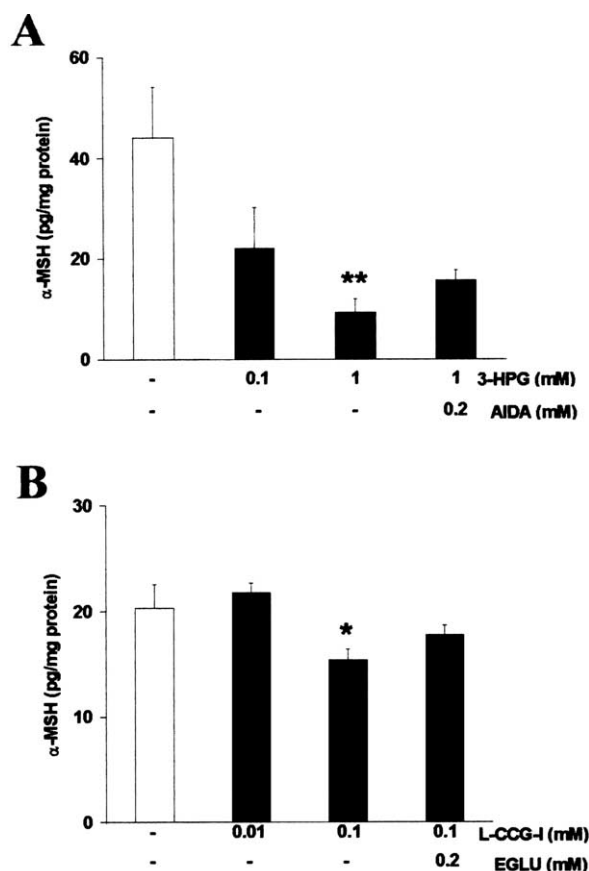 A
60
40
20
0
α-MSH (pg/mg protein)
**
- 0.1 1 1 3-HPG (mM)
- - - 0.2 AIDA (mM)
B
30
20
10
0
α-MSH (pg/mg protein)
*
- 0.01 0.1 0.1 L-CCG-I (mM)
- - - 0.2 EGLU (mM)